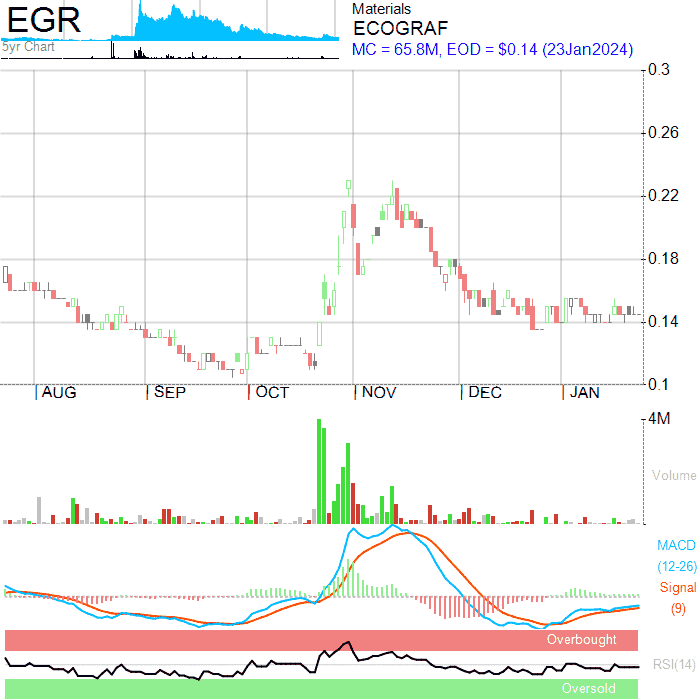 EGR
5yr Chart
Materials
ECOGRAF
MC = 65.8M, EOD = $0.14 (23Jan2024)
0.3
0.26
0.22
0.18
0.14
0.1
AUG SEP OCT NOV DEC JAN
4M
Volume
MACD
(12-26)
Signal
(9)
Overbought
RSI(14)
Oversold